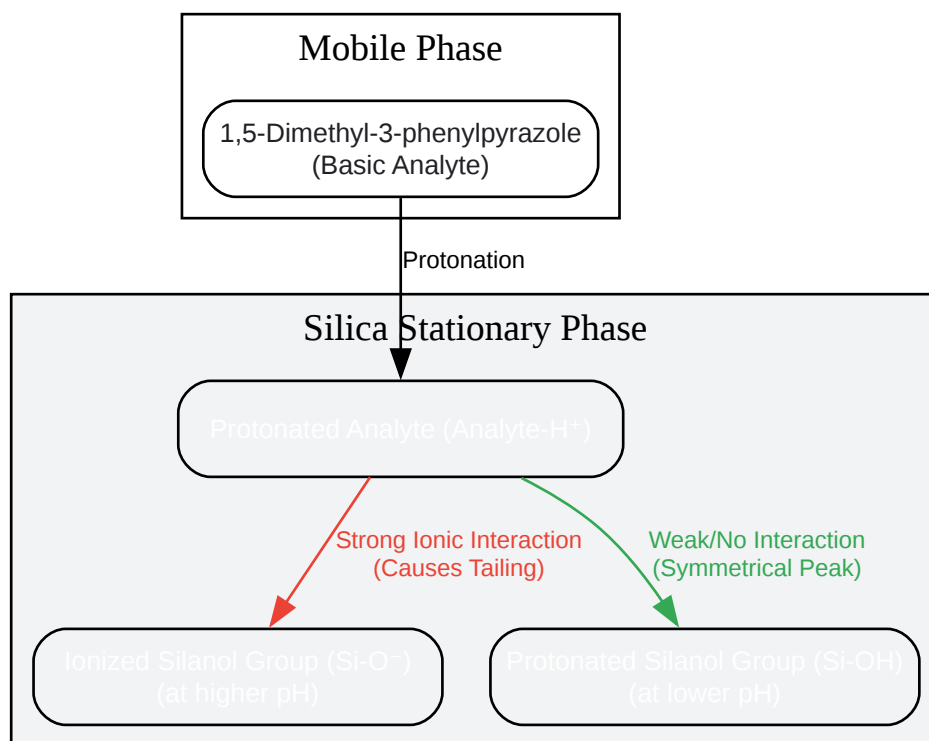 Mobile Phase
1,5-Dimethyl-3-phenylpyrazole
(Basic Analyte)
Protonation
Silica Stationary Phase
Protonated Analyte (Analyte-H⁺)
Strong Ionic Interaction
(Causes Tailing)
Weak/No Interaction
(Symmetrical Peak)
Ionized Silanol Group (Si-O⁻)
(at higher pH)
Protonated Silanol Group (Si-OH)
(at lower pH)